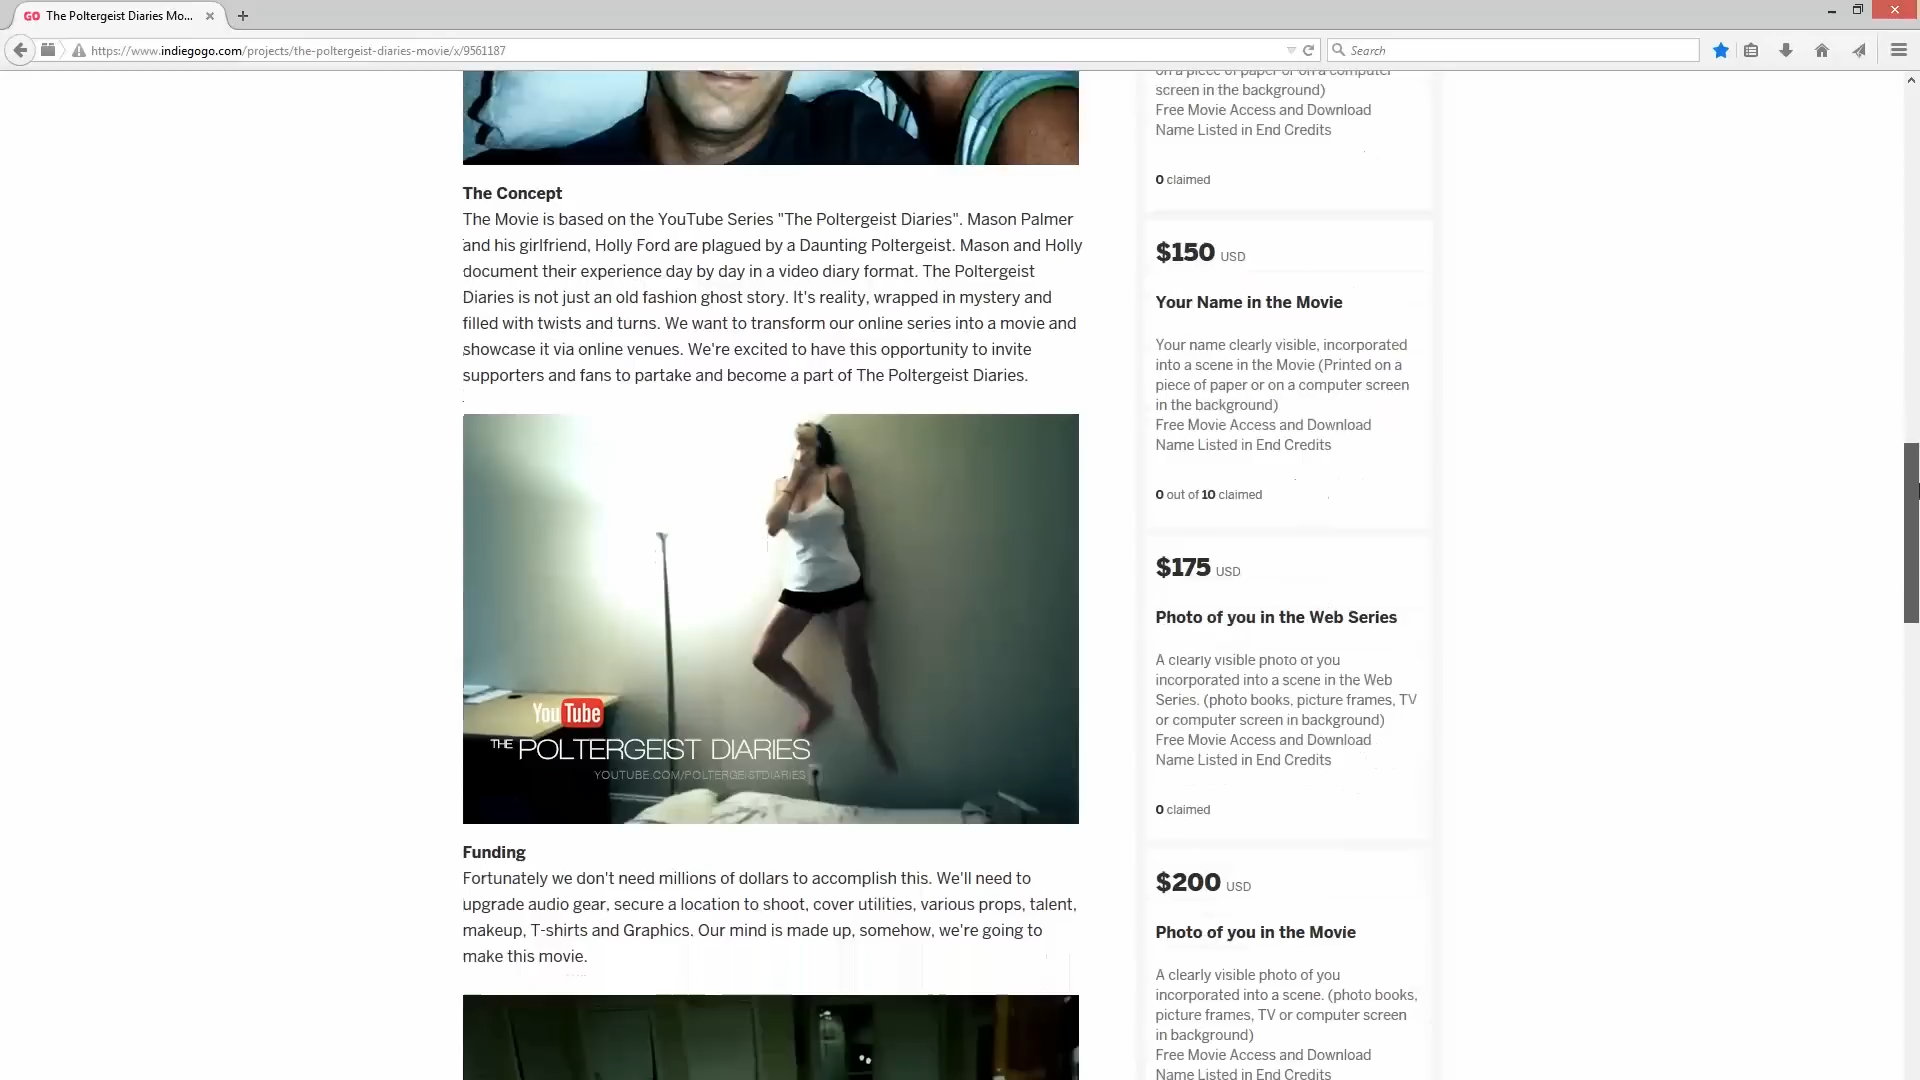 GO The Poltergeist Diaries Mo...
https://www.indiegogo.com/projects/the-poltergeist-diaries-movie/x/9561187
Search
The Concept
The Movie is based on the YouTube Series "The Poltergeist Diaries". Mason Palmer
and his girlfriend, Holly Ford are plagued by a Daunting Poltergeist. Mason and Holly
document their experience day by day in a video diary format. The Poltergeist
Diaries is not just an old fashion ghost story. It's reality, wrapped in mystery and
filled with twists and turns. We want to transform our online series into a movie and
showcase it via online venues. We're excited to have this opportunity to invite
supporters and fans to partake and become a part of The Poltergeist Diaries.
YouTube
THE POLTERGEIST DIARIES
YOUTUBE.COM/POLTERGEISTDIARIES
Funding
Fortunately we don't need millions of dollars to accomplish this. We'll need to
upgrade audio gear, secure a location to shoot, cover utilities, various props, talent,
makeup, T-shirts and Graphics. Our mind is made up, somehow, we're going to
make this movie.
on a piece of paper or on a computer
screen in the background)
Free Movie Access and Download
Name Listed in End Credits
0 claimed
$150 USD
Your Name in the Movie
Your name clearly visible, incorporated
into a scene in the Movie (Printed on a
piece of paper or on a computer screen
in the background)
Free Movie Access and Download
Name Listed in End Credits
0 out of 10 claimed
$175 USD
Photo of you in the Web Series
A clearly visible photo of you
incorporated into a scene in the Web
Series. (photo books, picture frames, TV
or computer screen in background)
Free Movie Access and Download
Name Listed in End Credits
0 claimed
$200 USD
Photo of you in the Movie
A clearly visible photo of you
incorporated into a scene. (photo books,
picture frames, TV or computer screen
in background)
Free Movie Access and Download
Name Listed in End Credits